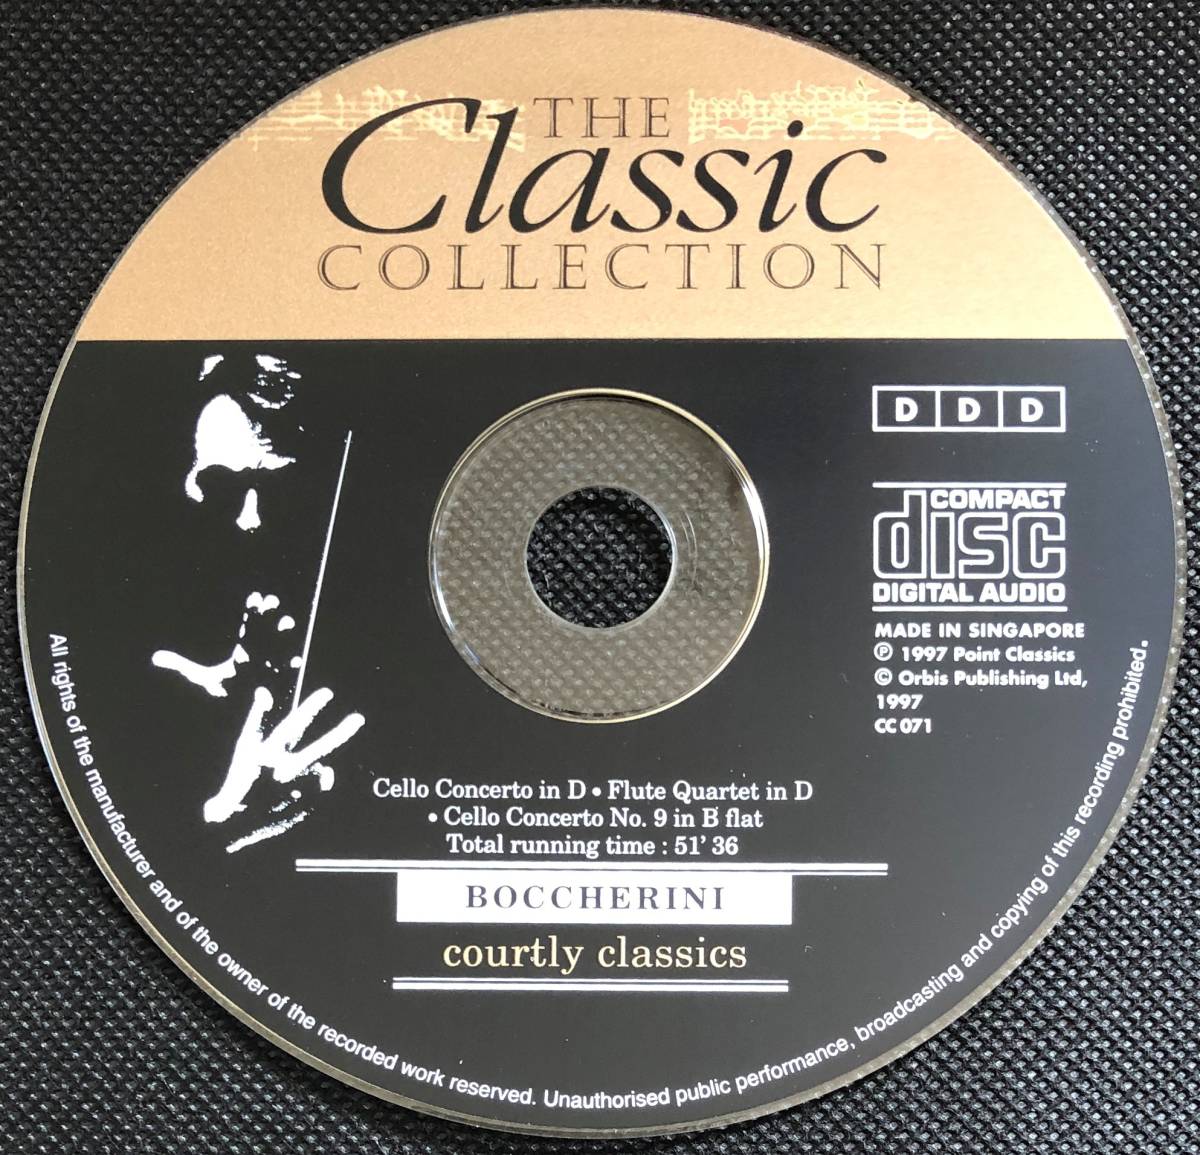 THE
Classic
COLLECTION
D D D
COMPACT
disc
DIGITAL AUDIO
MADE IN SINGAPORE
℗ 1997 Point Classics
© Orbis Publishing Ltd,
1997
CC 071
Cello Concerto in D • Flute Quartet in D
• Cello Concerto No. 9 in B flat
Total running time : 51' 36
BOCCHERINI
courtly classics
All rights of the manufacturer and of the owner of the recorded work reserved. Unauthorised public performance, broadcasting and copying of this recording prohibited.